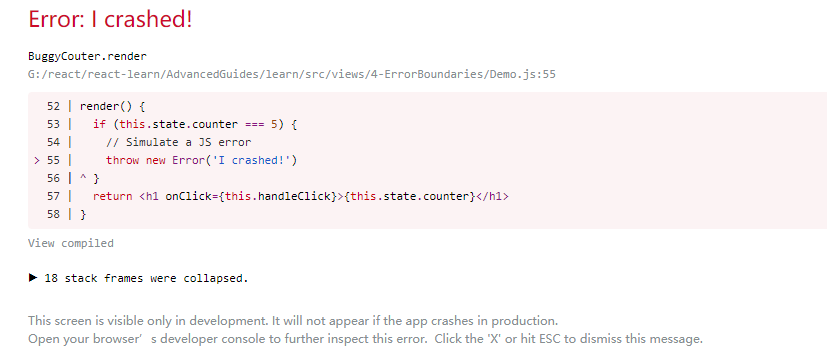 Error: I crashed!
BuggyCouter.render
G:/react/react-learn/AdvancedGuides/learn/src/views/4-ErrorBoundaries/Demo.js:55
52 | render() {
53 |   if (this.state.counter === 5) {
54 |     // Simulate a JS error
> 55 |     throw new Error('I crashed!')
56 | ^ }
57 |   return <h1 onClick={this.handleClick}>{this.state.counter}</h1>
58 | }
View compiled
▶ 18 stack frames were collapsed.
This screen is visible only in development. It will not appear if the app crashes in production.
Open your browser’s developer console to further inspect this error.  Click the 'X' or hit ESC to dismiss this message.